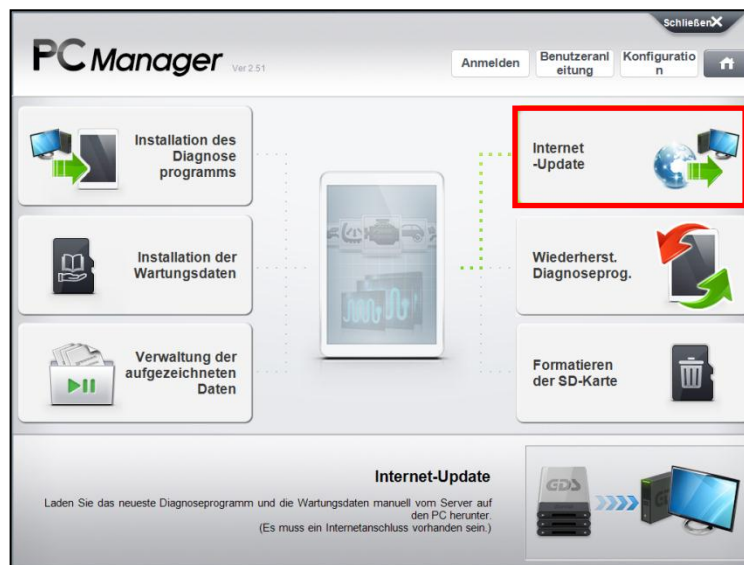 Schließen X
PC Manager Ver 2.51
Anmelden
Benutzeranl
eitung
Konfiguratio
n
Installation des
Diagnose
programms
Internet
-Update
Installation der
Wartungsdaten
Wiederherst.
Diagnoseprog.
Verwaltung der
aufgezeichneten
Daten
Formatieren
der SD-Karte
Internet-Update
Laden Sie das neueste Diagnoseprogramm und die Wartungsdaten manuell vom Server auf
den PC herunter.
(Es muss ein Internetanschluss vorhanden sein.)
GDS